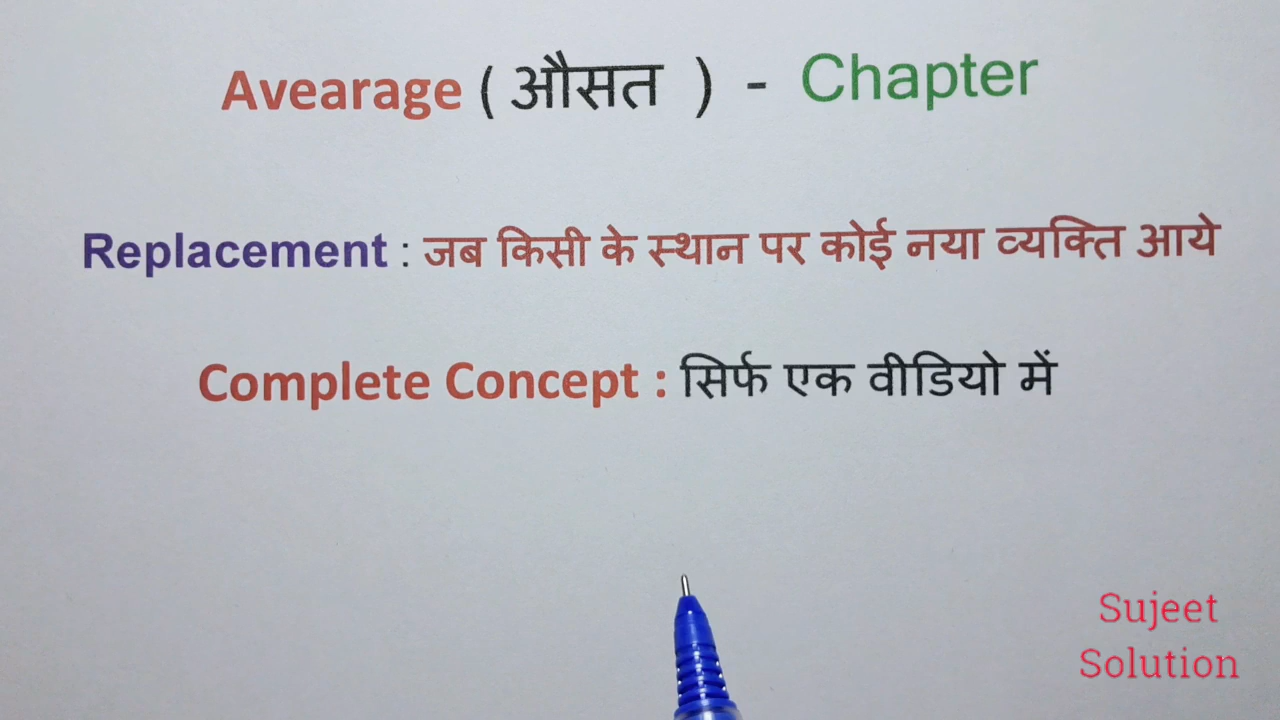 Avearage ( औसत ) - Chapter
Replacement : जब किसी के स्थान पर कोई नया व्यक्ति आये
Complete Concept : सिर्फ एक वीडियो में
Sujeet
Solution